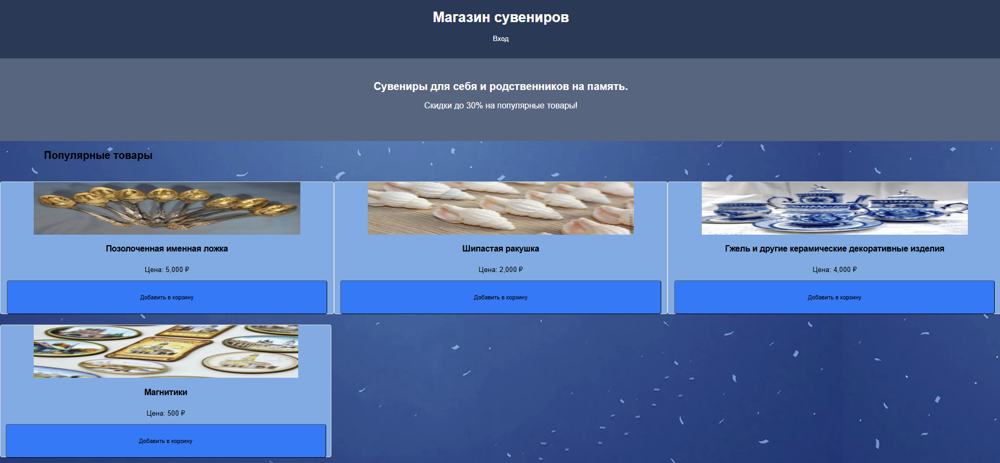 Магазин сувениров
Вход
Сувениры для себя и родственников на память.
Скидки до 30% на популярные товары!
Популярные товары
Позолоченная именная ложка
Цена: 5,000 ₽
Добавить в корзину
Шипастая ракушка
Цена: 2,000 ₽
Добавить в корзину
Гжель и другие керамические декоративные изделия
Цена: 4,000 ₽
Добавить в корзину
Магнитики
Цена: 500 ₽
Добавить в корзину